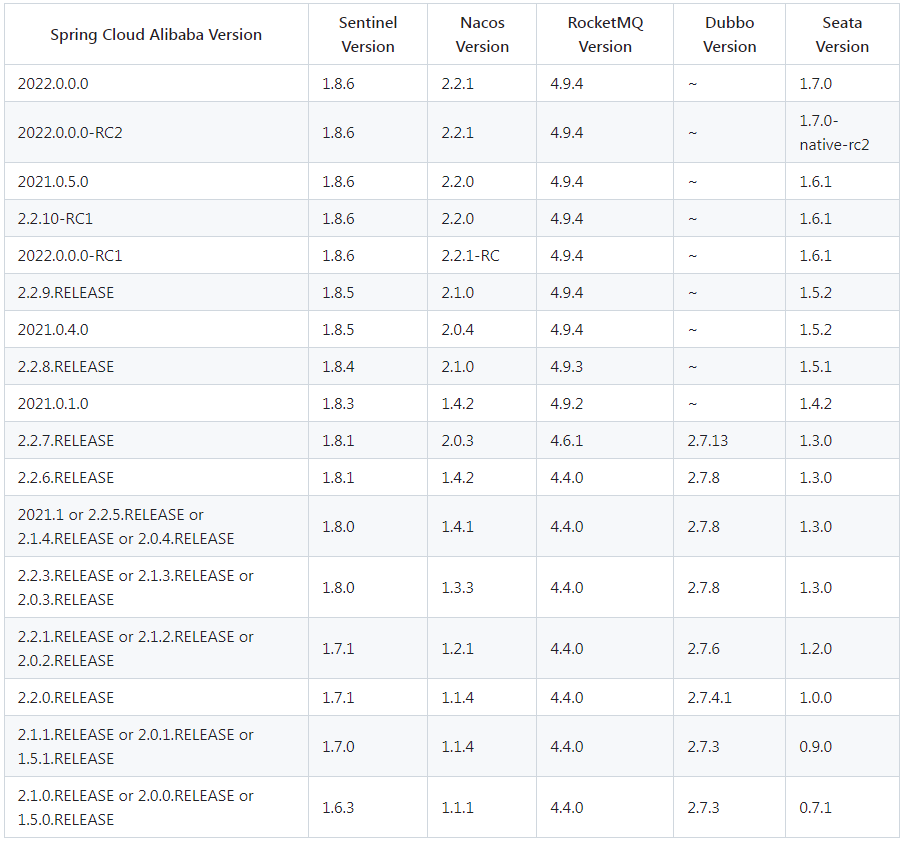 Spring Cloud Alibaba Version Sentinel Version Nacos Version RocketMQ Version Dubbo Version Seata Version
2022.0.0.0 1.8.6 2.2.1 4.9.4 ~ 1.7.0
2022.0.0.0-RC2 1.8.6 2.2.1 4.9.4 ~ 1.7.0-
native-rc2
2021.0.5.0 1.8.6 2.2.0 4.9.4 ~ 1.6.1
2.2.10-RC1 1.8.6 2.2.0 4.9.4 ~ 1.6.1
2022.0.0.0-RC1 1.8.6 2.2.1-RC 4.9.4 ~ 1.6.1
2.2.9.RELEASE 1.8.5 2.1.0 4.9.4 ~ 1.5.2
2021.0.4.0 1.8.5 2.0.4 4.9.4 ~ 1.5.2
2.2.8.RELEASE 1.8.4 2.1.0 4.9.3 ~ 1.5.1
2021.0.1.0 1.8.3 1.4.2 4.9.2 ~ 1.4.2
2.2.7.RELEASE 1.8.1 2.0.3 4.6.1 2.7.13 1.3.0
2.2.6.RELEASE 1.8.1 1.4.2 4.4.0 2.7.8 1.3.0
2021.1 or 2.2.5.RELEASE or
2.1.4.RELEASE or 2.0.4.RELEASE 1.8.0 1.4.1 4.4.0 2.7.8 1.3.0
2.2.3.RELEASE or 2.1.3.RELEASE or
2.0.3.RELEASE 1.8.0 1.3.3 4.4.0 2.7.8 1.3.0
2.2.1.RELEASE or 2.1.2.RELEASE or
2.0.2.RELEASE 1.7.1 1.2.1 4.4.0 2.7.6 1.2.0
2.2.0.RELEASE 1.7.1 1.1.4 4.4.0 2.7.4.1 1.0.0
2.1.1.RELEASE or 2.0.1.RELEASE or
1.5.1.RELEASE 1.7.0 1.1.4 4.4.0 2.7.3 0.9.0
2.1.0.RELEASE or 2.0.0.RELEASE or
1.5.0.RELEASE 1.6.3 1.1.1 4.4.0 2.7.3 0.7.1